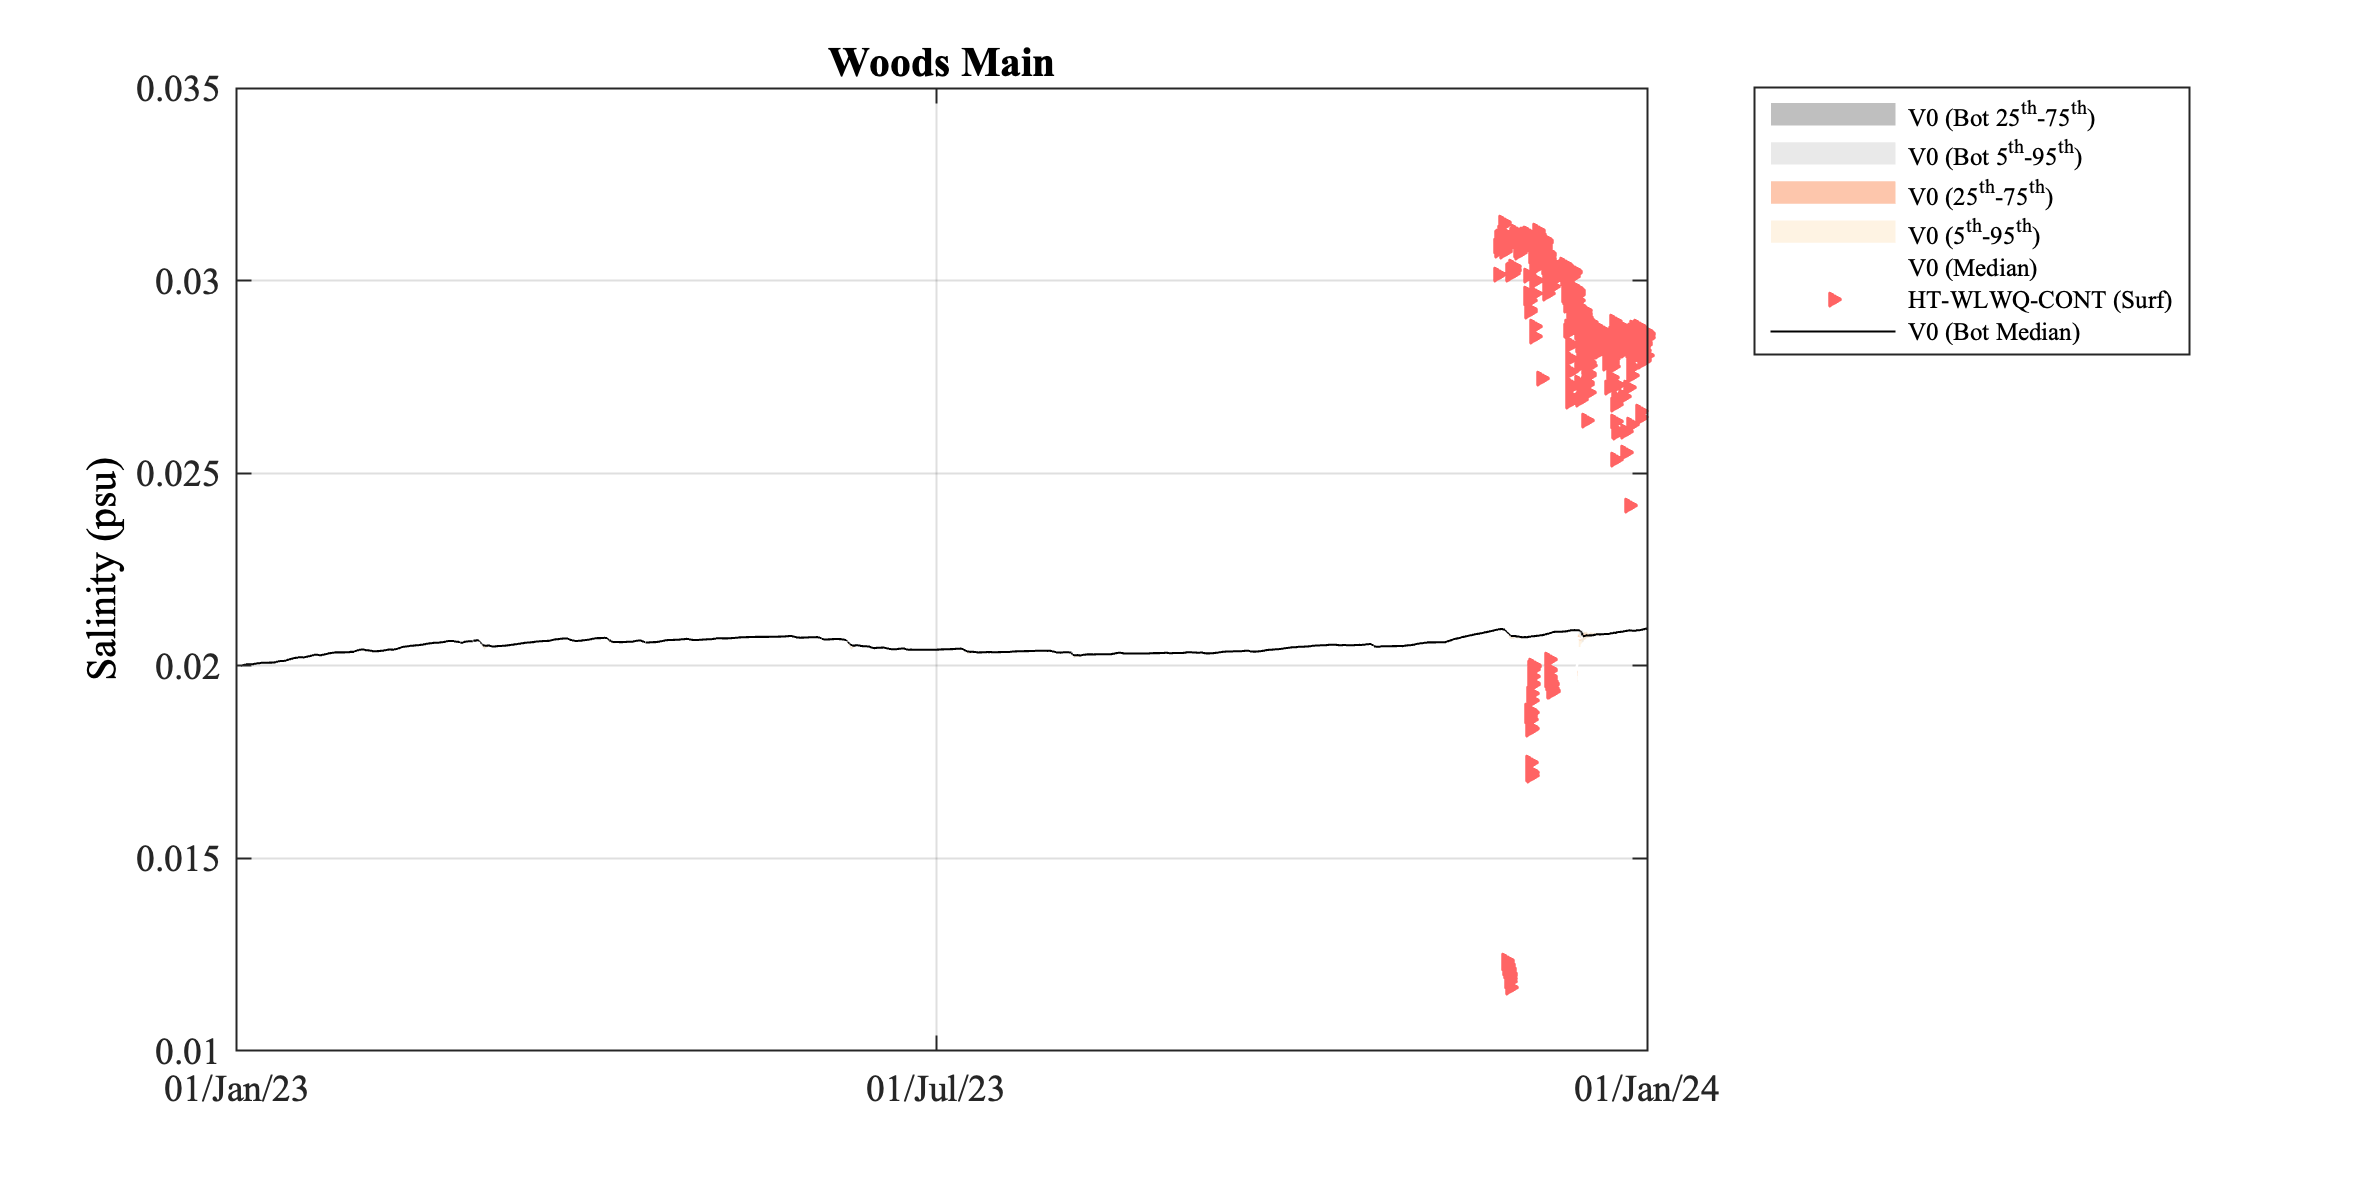 Woods Main
0.035
0.03
0.025
0.02
0.015
0.01
Salinity (psu)
01/Jan/23
01/Jul/23
01/Jan/24
V0 (Bot 25th-75th)
V0 (Bot 5th-95th)
V0 (25th-75th)
V0 (5th-95th)
V0 (Median)
HT-WLWQ-CONT (Surf)
V0 (Bot Median)